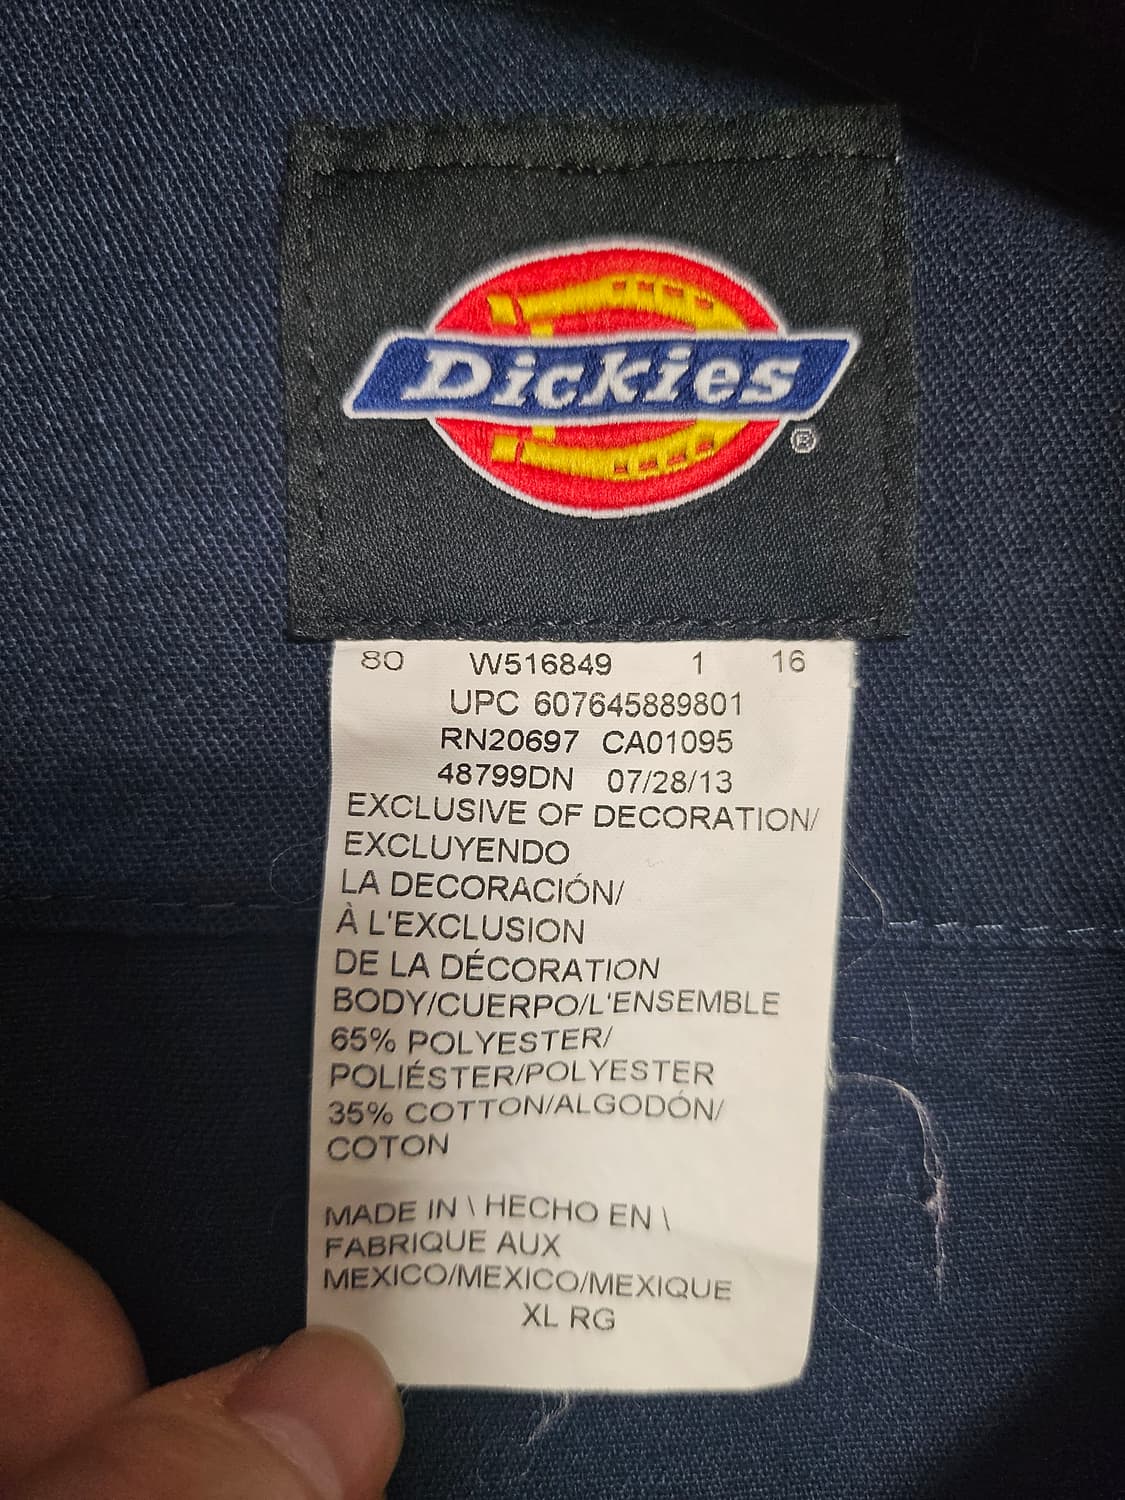 Dickies
®
80 W516849 1 16
UPC 607645889801
RN20697 CA01095
48799DN 07/28/13
EXCLUSIVE OF DECORATION/
EXCLUYENDO
LA DECORACIÓN/
À L'EXCLUSION
DE LA DÉCORATION
BODY/CUERPO/L'ENSEMBLE
65% POLYESTER/
POLIÉSTER/POLYESTER
35% COTTON/ALGODÓN/
COTON
MADE IN \ HECHO EN \
FABRIQUE AUX
MEXICO/MEXICO/MEXIQUE
XL RG